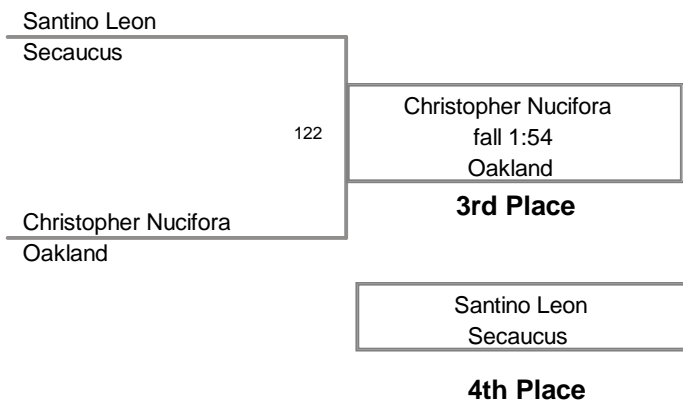 Santino Leon
Secaucus
122
Christopher Nucifora
fall 1:54
Oakland
3rd Place
Christopher Nucifora
Oakland
Santino Leon
Secaucus
4th Place